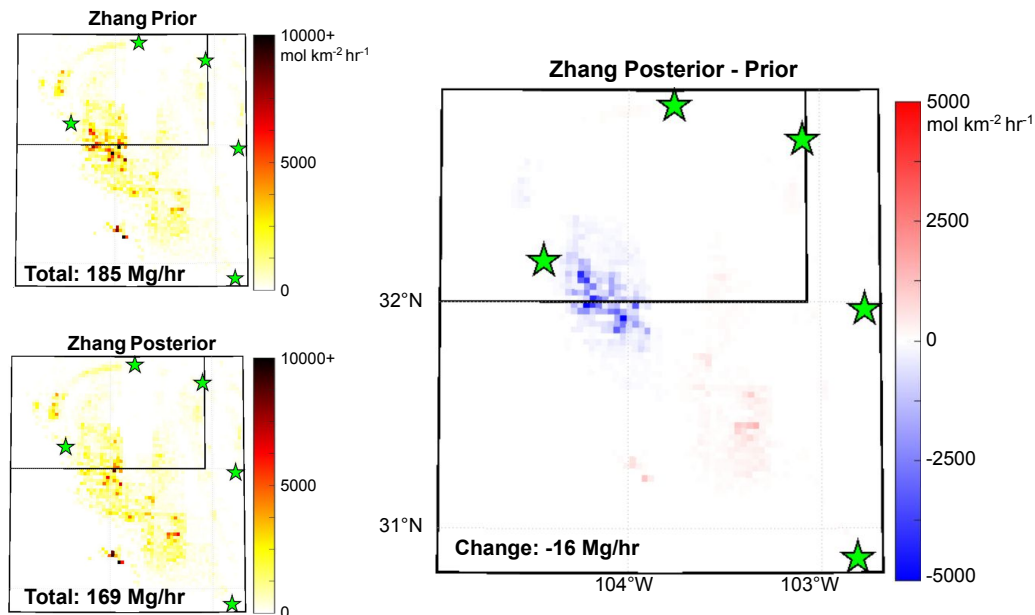 Zhang Prior
10000+
mol km⁻² hr⁻¹
5000
0
Total: 185 Mg/hr
Zhang Posterior
10000+
5000
0
Total: 169 Mg/hr
Zhang Posterior - Prior
5000
mol km⁻² hr⁻¹
2500
0
-2500
-5000
32°N
31°N
Change: -16 Mg/hr
104°W
103°W